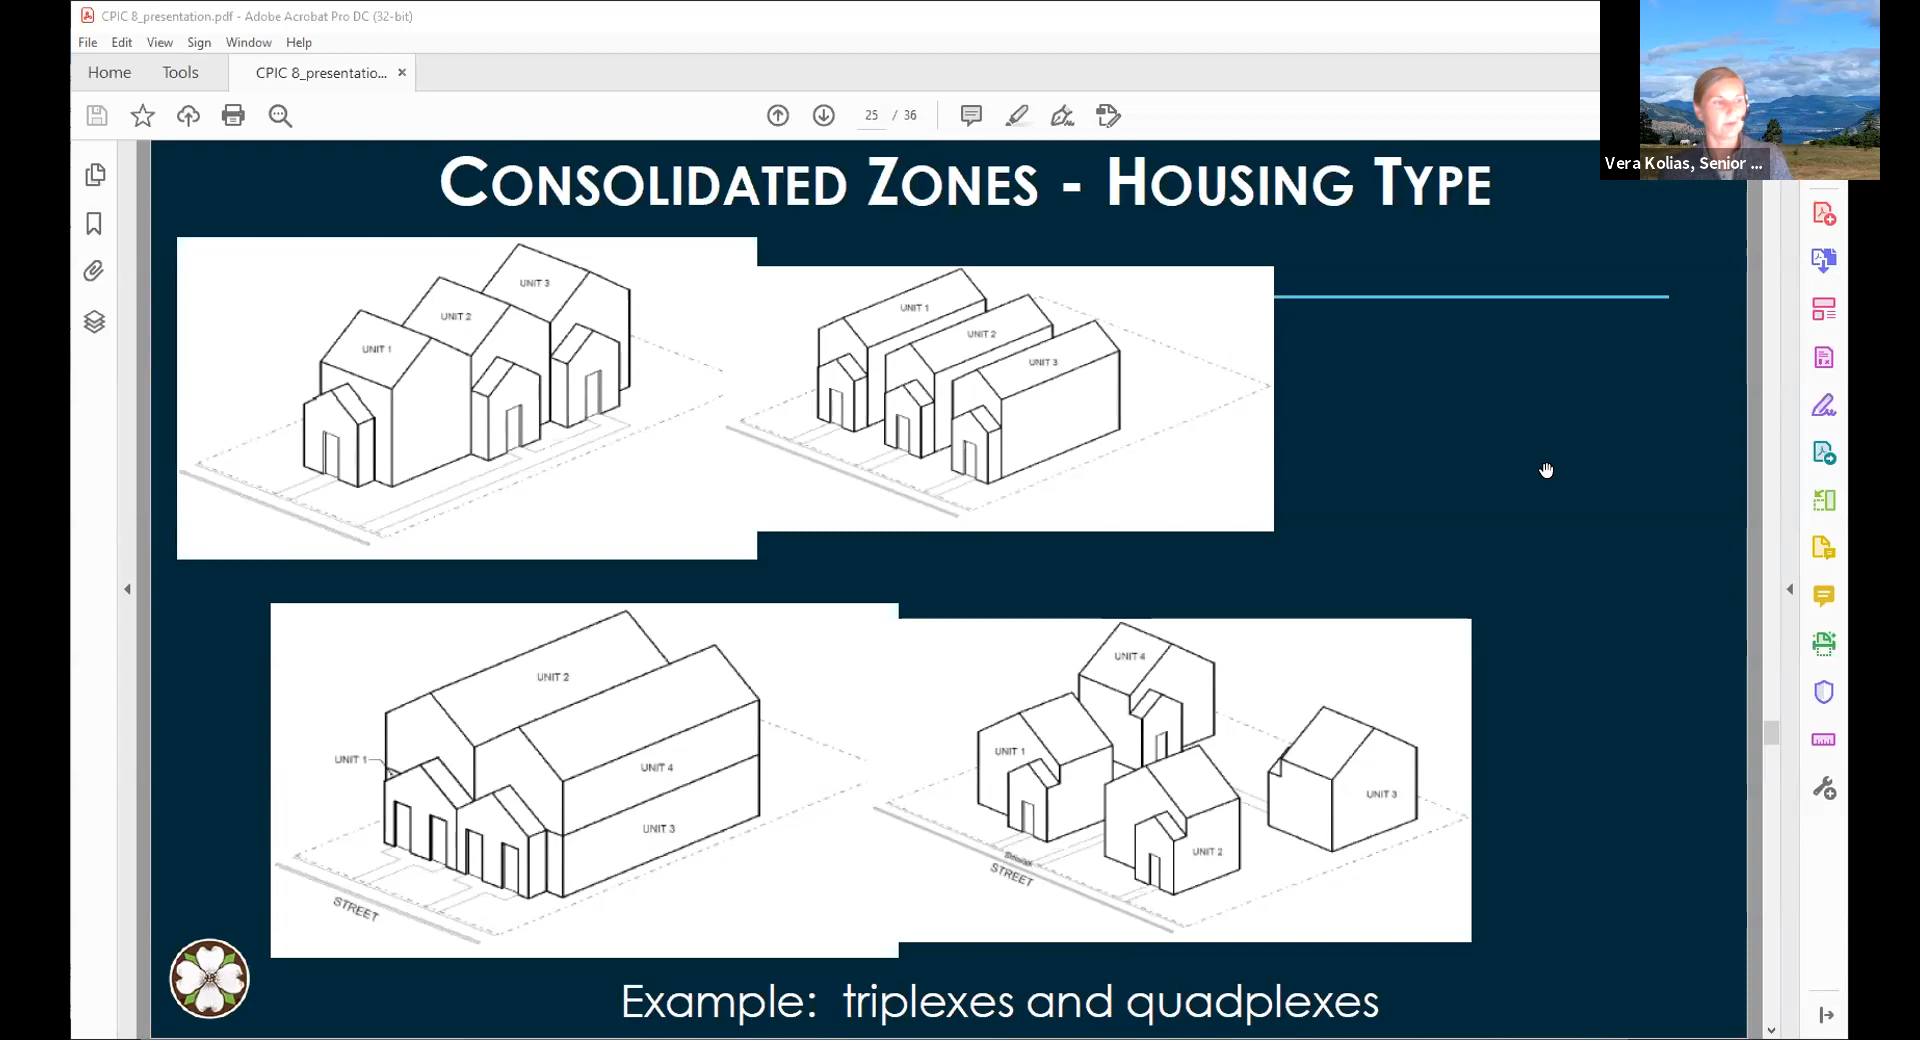 CPIC 8_presentation.pdf - Adobe Acrobat Pro DC (32-bit)
File Edit View Sign Window Help
Home Tools CPIC 8_presentatio... ×
25 / 36
Vera Kolias, Senior ...
CONSOLIDATED ZONES - HOUSING TYPE
UNIT 3
UNIT 2
UNIT 1
UNIT 1
UNIT 2
UNIT 3
UNIT 2
UNIT 1
UNIT 4
UNIT 3
STREET
UNIT 4
UNIT 1
UNIT 3
UNIT 2
STREET
Example: triplexes and quadplexes